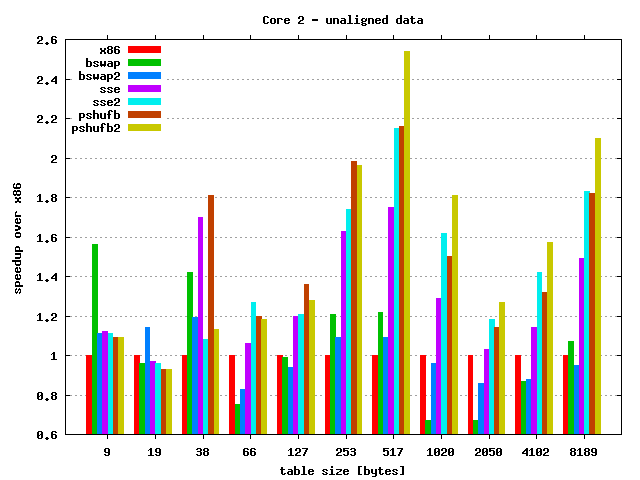 Core 2 - unaligned data
2.6
2.4
2.2
2
1.8
1.6
1.4
1.2
1
0.8
0.6
speedup over x86
x86
bswap
bswap2
sse
sse2
pshufb
pshufb2
9 19 38 66 127 253 517 1020 2050 4102 8189
table size [bytes]